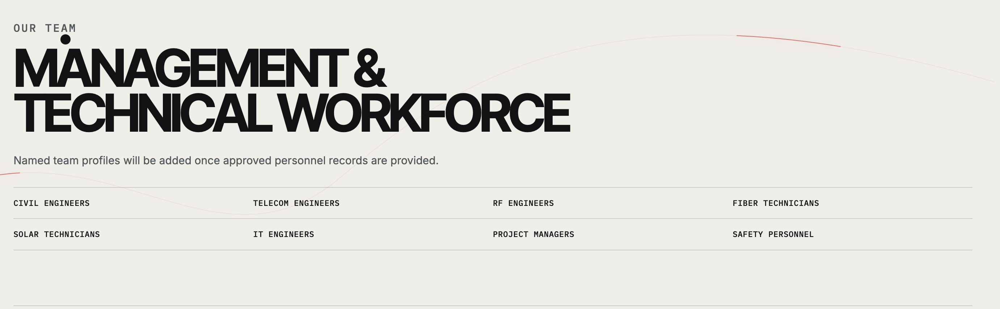 OUR TEAM
MANAGEMENT &
TECHNICAL WORKFORCE
Named team profiles will be added once approved personnel records are provided.
CIVIL ENGINEERS TELECOM ENGINEERS RF ENGINEERS FIBER TECHNICIANS
SOLAR TECHNICIANS IT ENGINEERS PROJECT MANAGERS SAFETY PERSONNEL